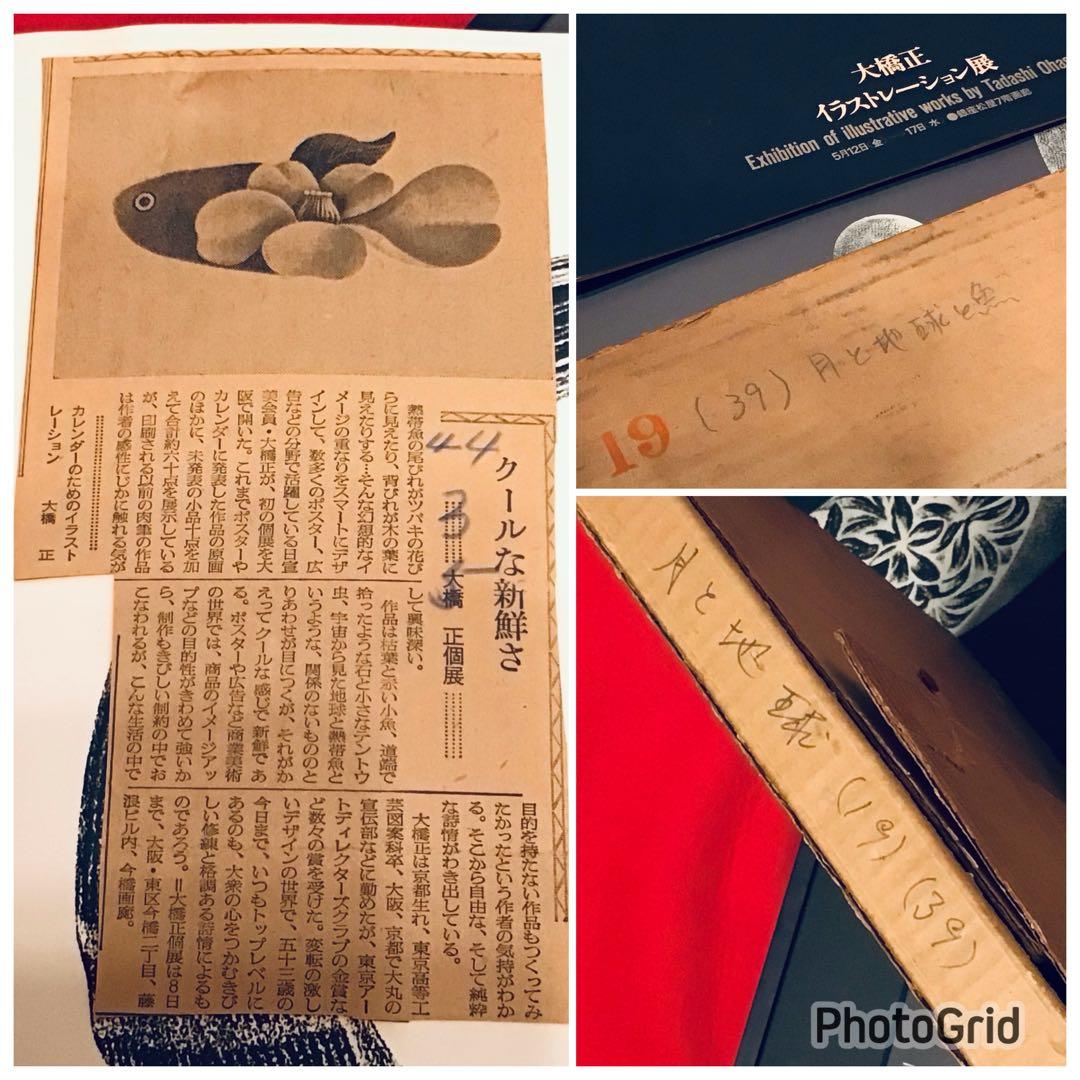 クールな新鮮さ
大橋 正個展
44
3
熱帯魚の尾びれがツバキの花び
らに見えたり、背びれが木の葉に
見えたりする…そんな幻想的なイ
メージの重なりをスマートにデザ
インして、数多くのポスター、広
告などの分野で活躍している日宣
美会員・大橋正が、初の個展を大
阪で開いた。これまでポスターや
カレンダーに発表した作品の原画
のほかに、未発表の小品十点を加
えて合計約六十点を展示している
が、印刷される以前の肉筆の作品
は作者の感性にじかに触れる気が
して興味深い。
作品は枯葉と赤い小魚、道端で
拾ったような石と小さなテントウ
虫、宇宙から見た地球と熱帯魚と
いうような、関係のないもののと
りあわせが目につくが、それがか
えってクールな感じで新鮮であ
る。ポスターや広告など商業美術
の世界では、商品のイメージアッ
プなどの目的性がきわめて強いか
ら、制作もきびしい制約の中でお
こなわれるが、こんな生活の中で
目的を持たない作品もつくってみ
たかったという作者の気持がわか
る。そこから自由な、そして純粋
な詩情がわき出している。
大橋正は京都生れ、東京高等工
芸図案科卒、大阪、京都で大丸の
宣伝部などに勤めたが、東京アー
トディレクターズクラブの金賞な
ど数々の賞を受けた。変転の激し
いデザインの世界で、五十三歳の
今日まで、いつもトップレベルに
あるのも、大衆の心をつかむきび
しい修練と格調ある詩情によるも
のであろう。＝大橋正個展は８日
まで、大阪・東区今橋二丁目、藤
浪ビル内、今橋画廊。
カレンダーのためのイラスト
レーション 大橋 正
大橋正
イラストレーション展
Exhibition of illustrative works by Tadashi Ohas
5月12日 金 17日 水 ●銀座松屋7階画廊
19 (39) 月と地球と魚
月と地球 (19) (39)
PhotoGrid